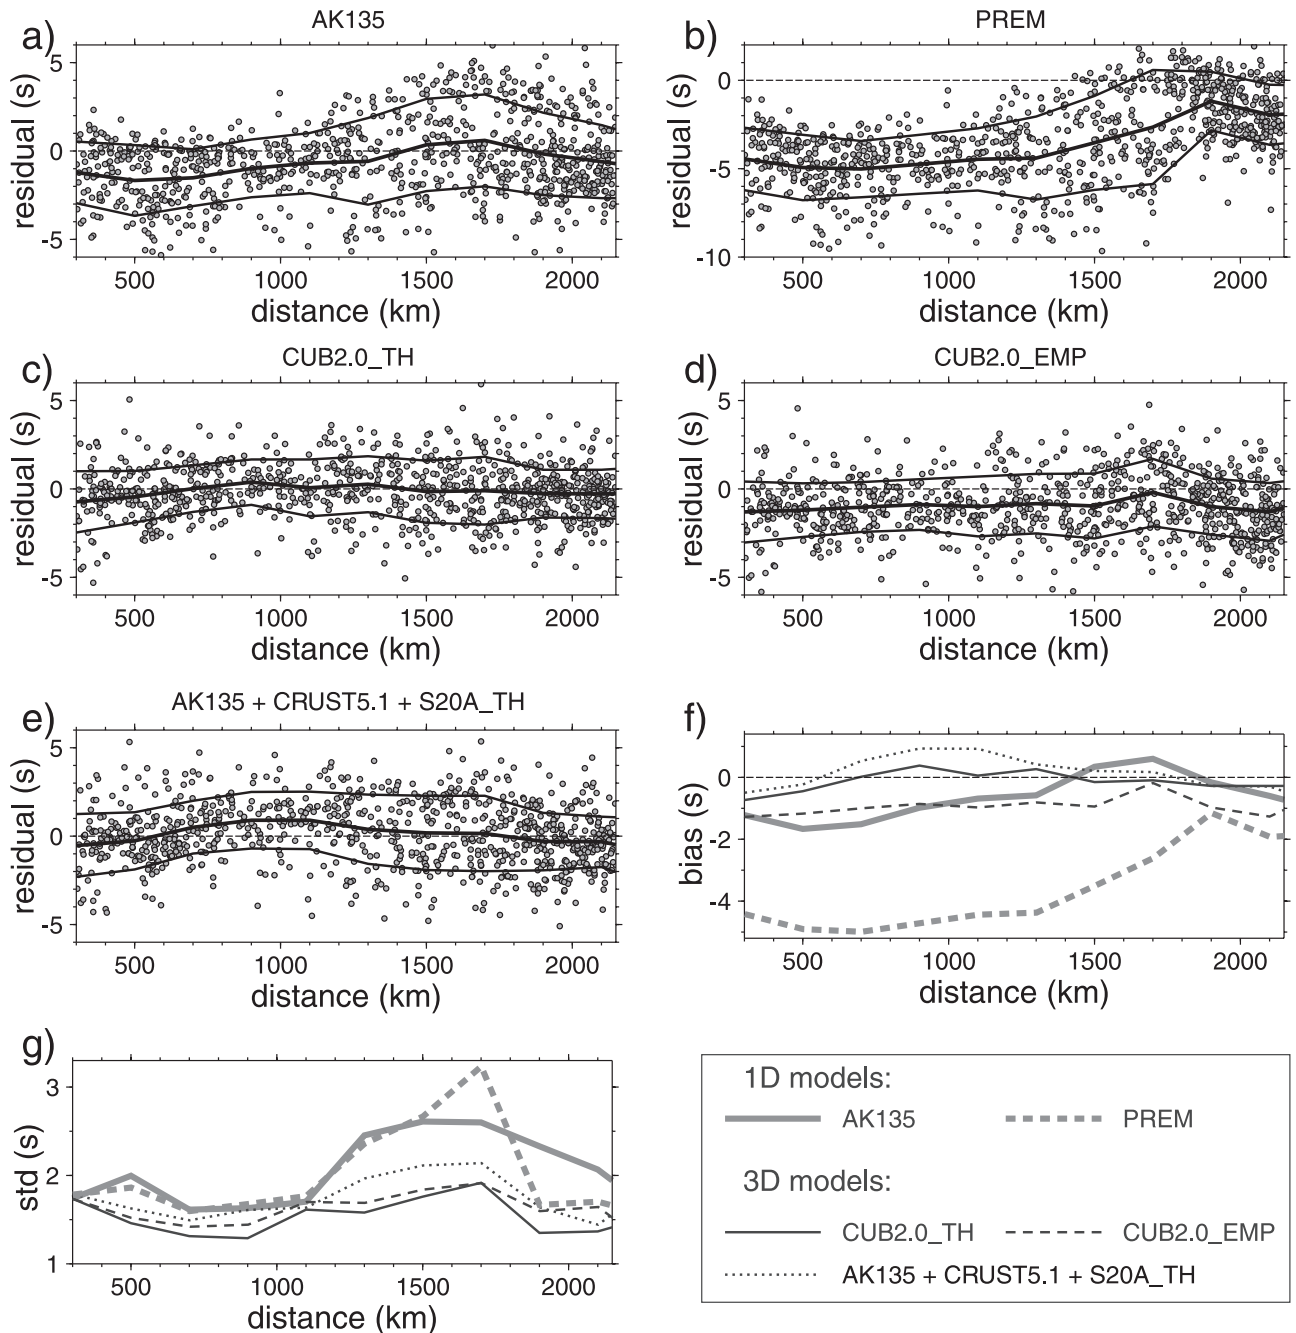 a)
AK135
residual (s)
5
0
-5
500 1000 1500 2000
distance (km)
b)
PREM
residual (s)
0
-5
-10
500 1000 1500 2000
distance (km)
c)
CUB2.0_TH
residual (s)
5
0
-5
500 1000 1500 2000
distance (km)
d)
CUB2.0_EMP
residual (s)
5
0
-5
500 1000 1500 2000
distance (km)
e)
AK135 + CRUST5.1 + S20A_TH
residual (s)
5
0
-5
500 1000 1500 2000
distance (km)
f)
bias (s)
0
-2
-4
500 1000 1500 2000
distance (km)
g)
std (s)
3
2
1
500 1000 1500 2000
distance (km)
1D models:
AK135 PREM
3D models:
CUB2.0_TH CUB2.0_EMP
AK135 + CRUST5.1 + S20A_TH